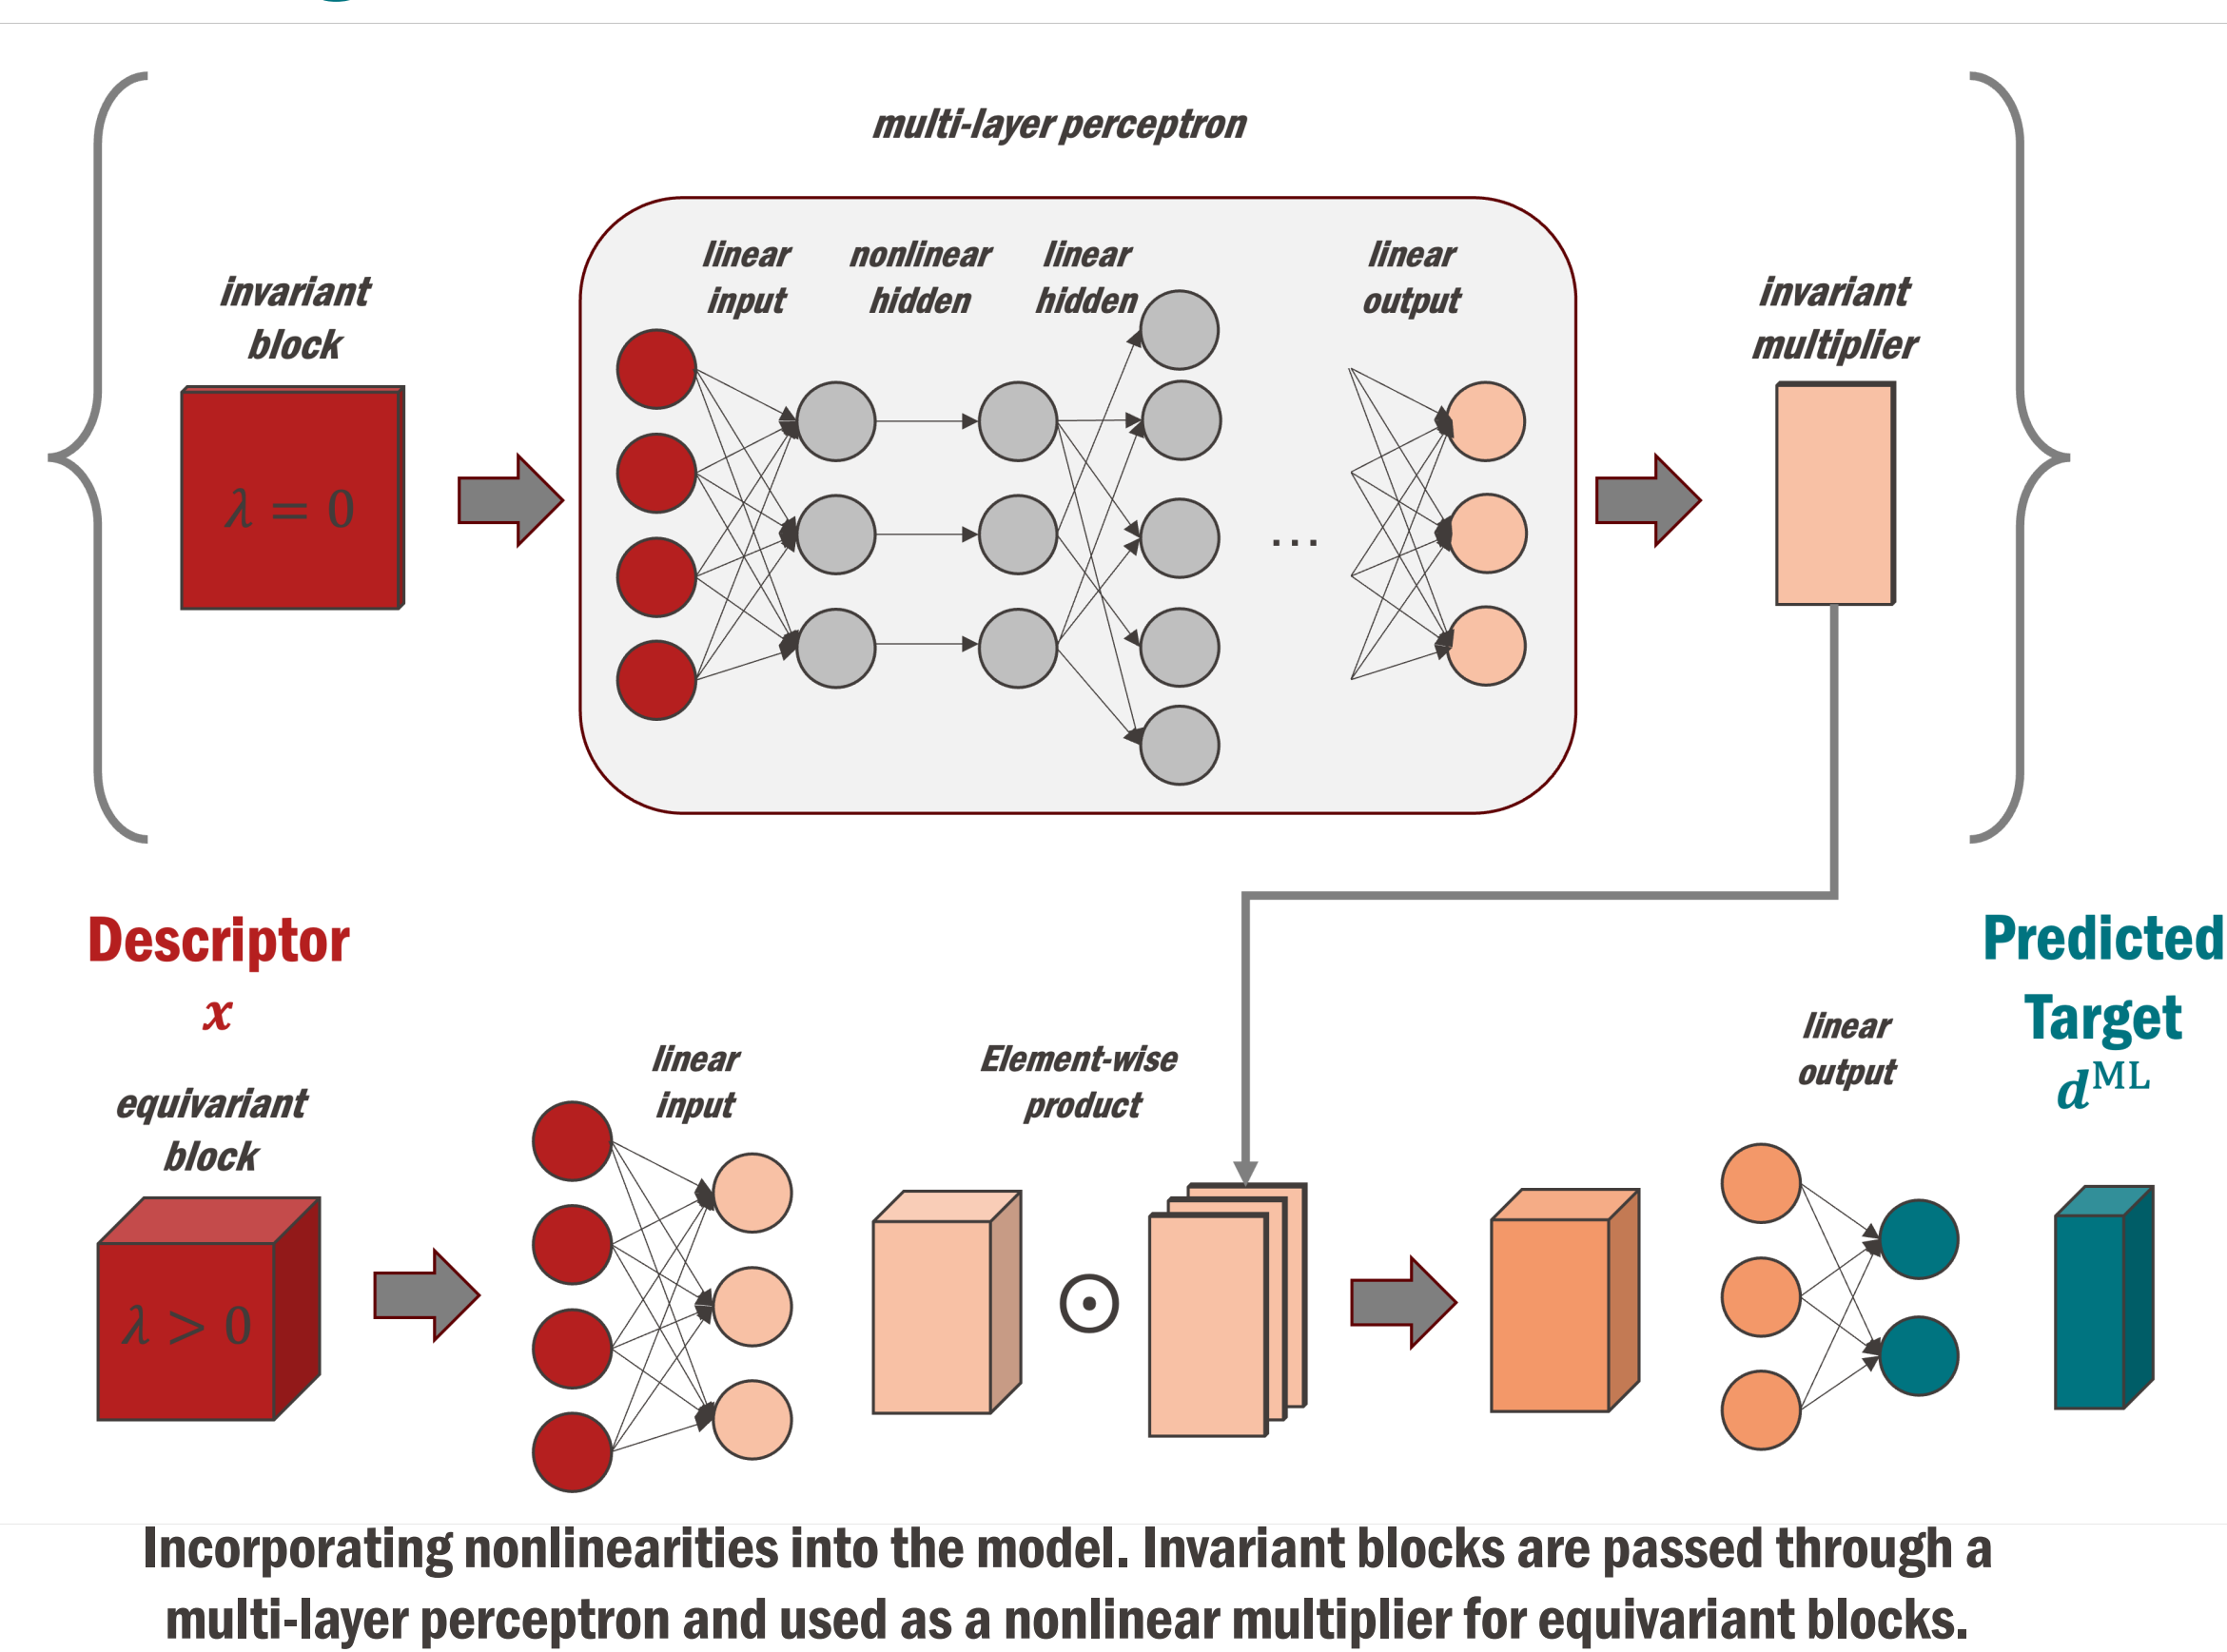 multi-layer perceptron
invariant
block
λ = 0
linear
input
nonlinear
hidden
linear
hidden
...
linear
output
invariant
multiplier
Descriptor
x
equivariant
block
λ > 0
linear
input
Element-wise
product
⊙
linear
output
Predicted
Target
d^ML
Incorporating nonlinearities into the model. Invariant blocks are passed through a
multi-layer perceptron and used as a nonlinear multiplier for equivariant blocks.